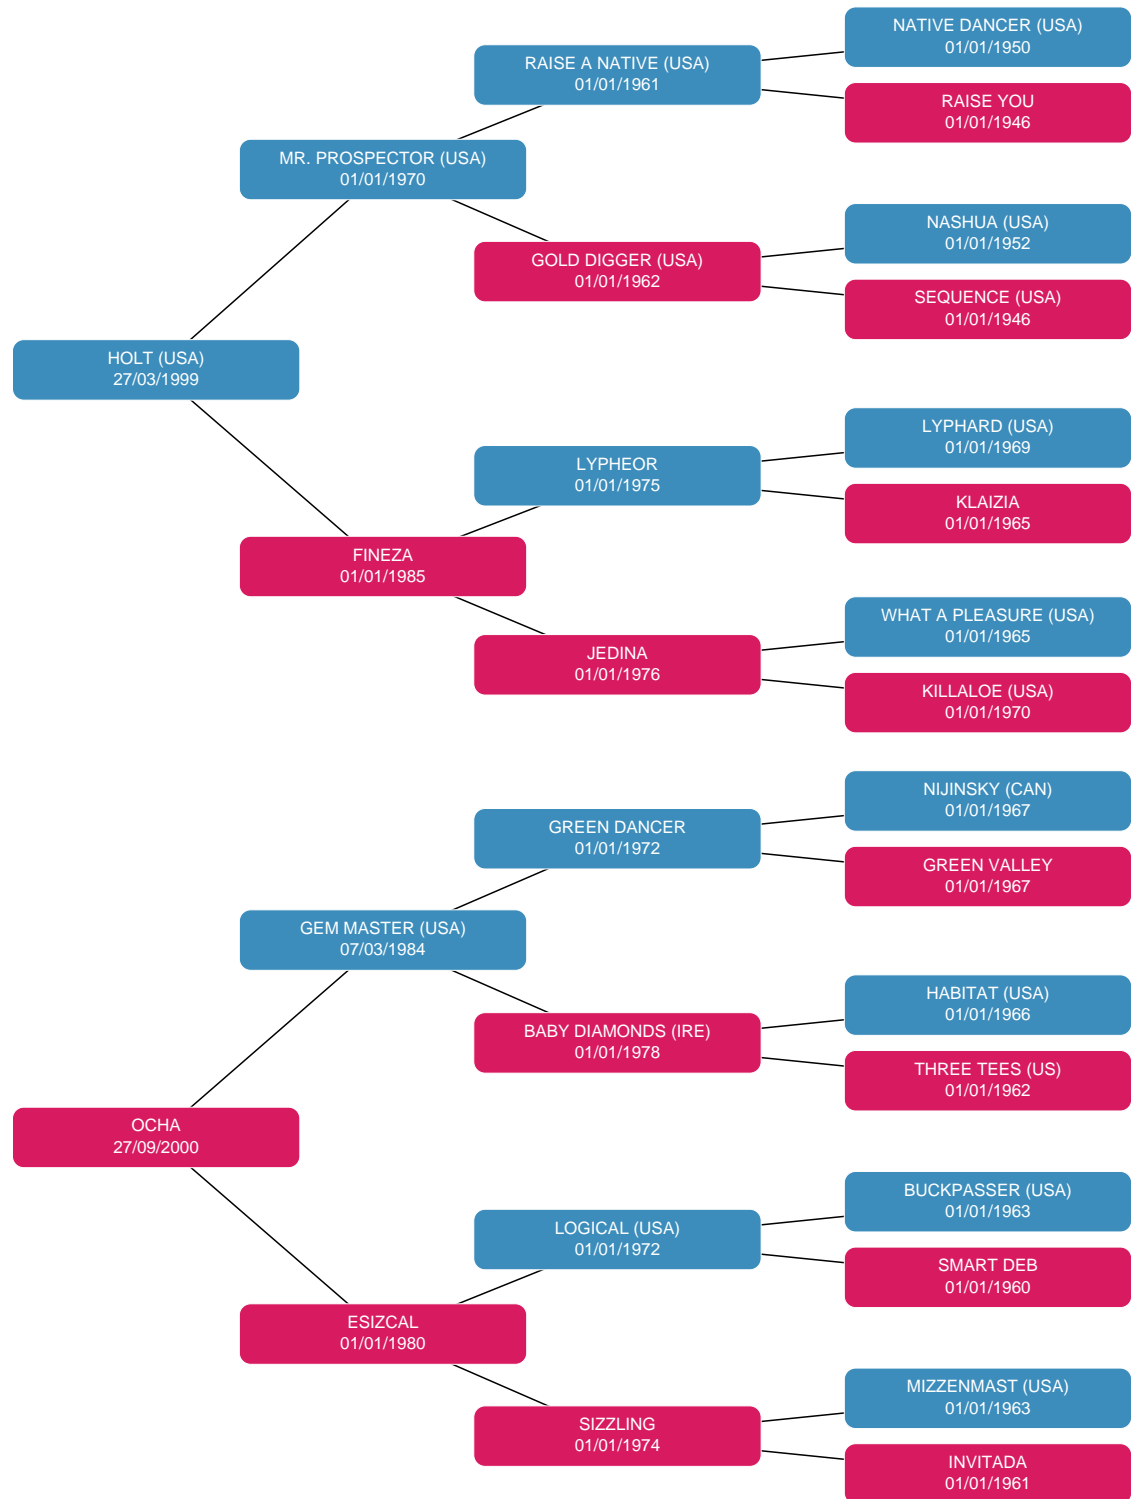 NATIVE DANCER (USA)
01/01/1950
RAISE A NATIVE (USA)
01/01/1961
RAISE YOU
01/01/1946
MR. PROSPECTOR (USA)
01/01/1970
NASHUA (USA)
01/01/1952
GOLD DIGGER (USA)
01/01/1962
SEQUENCE (USA)
01/01/1946
HOLT (USA)
27/03/1999
LYPHARD (USA)
01/01/1969
LYPHEOR
01/01/1975
KLAIZIA
01/01/1965
FINEZA
01/01/1985
WHAT A PLEASURE (USA)
01/01/1965
JEDINA
01/01/1976
KILLALOE (USA)
01/01/1970
NIJINSKY (CAN)
01/01/1967
GREEN DANCER
01/01/1972
GREEN VALLEY
01/01/1967
GEM MASTER (USA)
07/03/1984
HABITAT (USA)
01/01/1966
BABY DIAMONDS (IRE)
01/01/1978
THREE TEES (US)
01/01/1962
OCHA
27/09/2000
BUCKPASSER (USA)
01/01/1963
LOGICAL (USA)
01/01/1972
SMART DEB
01/01/1960
ESIZCAL
01/01/1980
MIZZENMAST (USA)
01/01/1963
SIZZLING
01/01/1974
INVITADA
01/01/1961